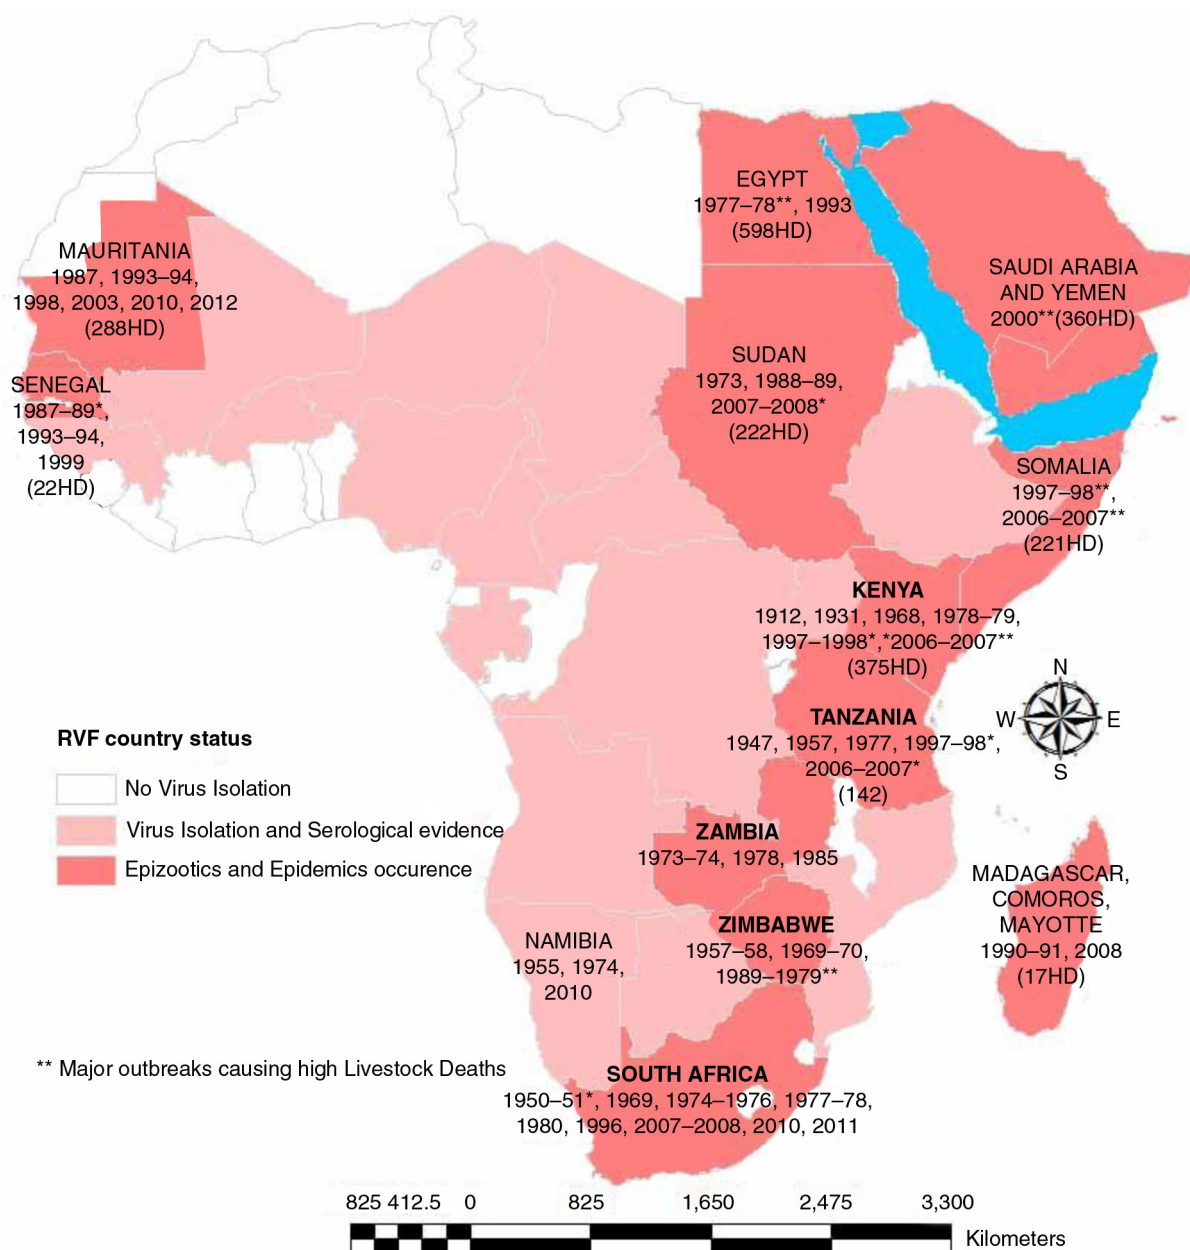 EGYPT
1977–78**, 1993
(598HD)
MAURITANIA
1987, 1993–94,
1998, 2003, 2010, 2012
(288HD)
SAUDI ARABIA
AND YEMEN
2000**(360HD)
SUDAN
1973, 1988–89,
2007–2008*
(222HD)
SENEGAL
1987–89*,
1993–94,
1999
(22HD)
SOMALIA
1997–98**,
2006–2007**
(221HD)
KENYA
1912, 1931, 1968, 1978–79,
1997–1998*,*2006–2007**
(375HD)
N
W E
S
TANZANIA
1947, 1957, 1977, 1997–98*,
2006–2007*
(142)
RVF country status
No Virus Isolation
Virus Isolation and Serological evidence
Epizootics and Epidemics occurence
ZAMBIA
1973–74, 1978, 1985
MADAGASCAR,
COMOROS,
MAYOTTE
1990–91, 2008
(17HD)
ZIMBABWE
1957–58, 1969–70,
1989–1979**
NAMIBIA
1955, 1974,
2010
** Major outbreaks causing high Livestock Deaths
SOUTH AFRICA
1950–51*, 1969, 1974–1976, 1977–78,
1980, 1996, 2007–2008, 2010, 2011
825 412.5 0 825 1,650 2,475 3,300
Kilometers